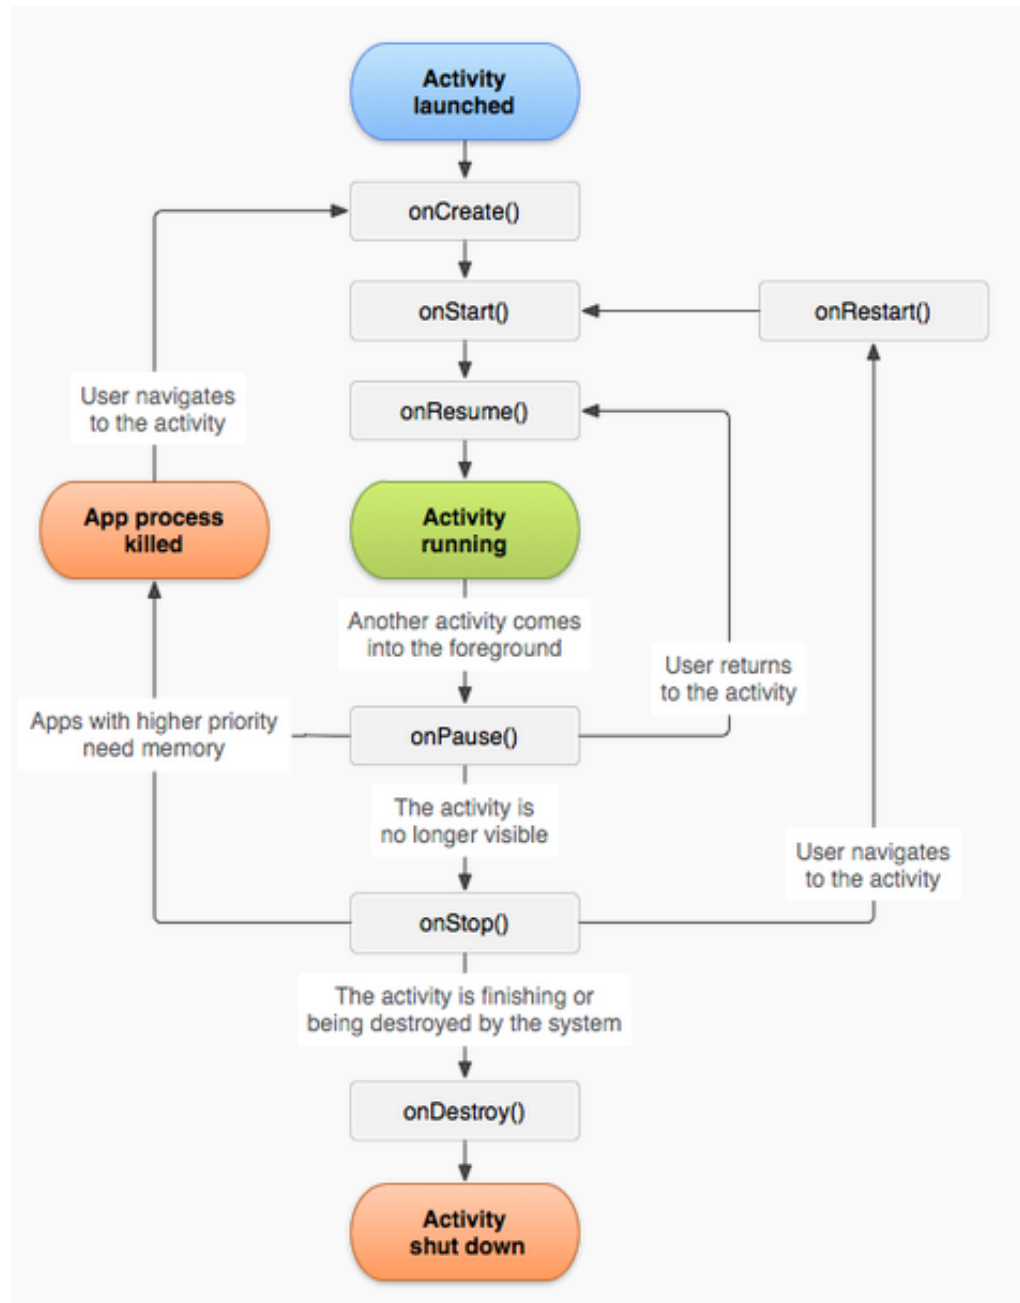 Activity
launched
onCreate()
onStart()
onRestart()
onResume()
User navigates
to the activity
App process
killed
Activity
running
Another activity comes
into the foreground
User returns
to the activity
Apps with higher priority
need memory
onPause()
The activity is
no longer visible
User navigates
to the activity
onStop()
The activity is finishing or
being destroyed by the system
onDestroy()
Activity
shut down